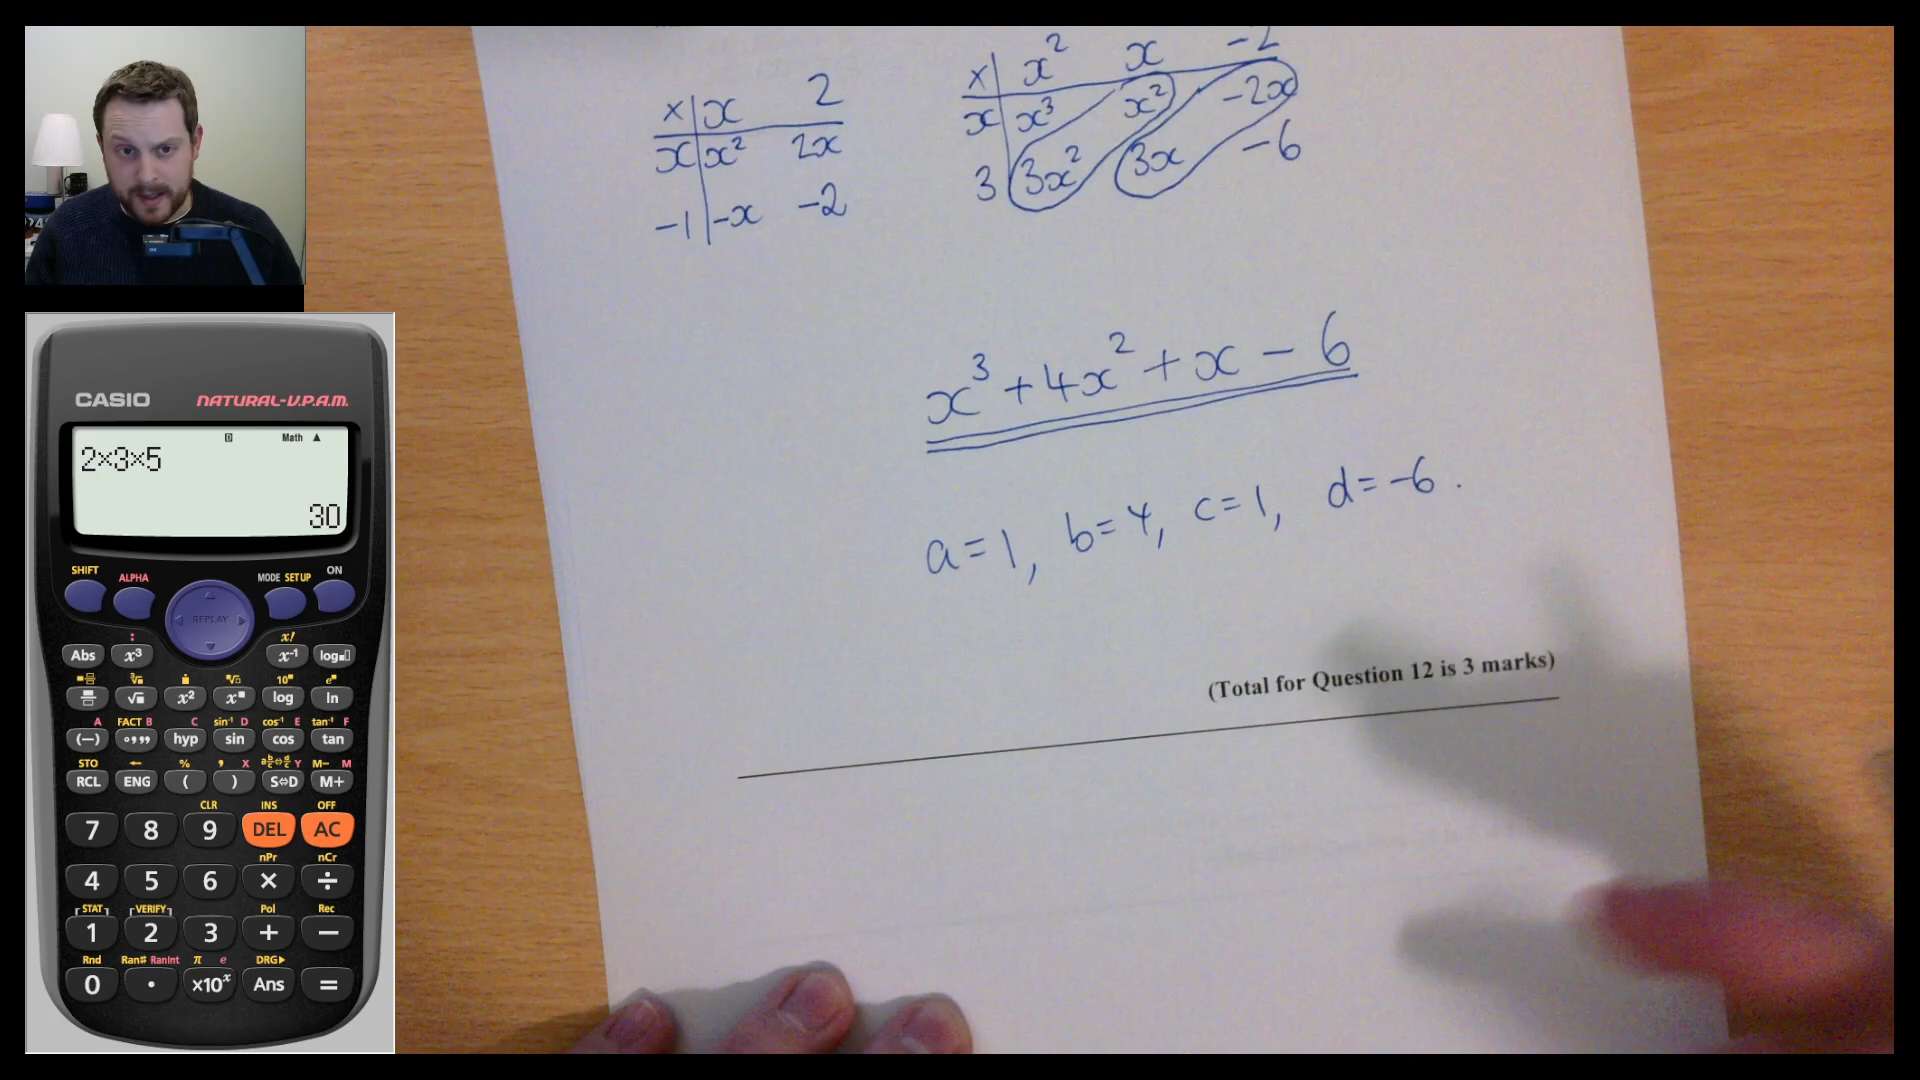 × x 2
x x² 2x
-1 -x -2
× x² x -2
x x³ x² -2x
3 3x² 3x -6
x³ + 4x² + x - 6
a = 1, b = 4, c = 1, d = -6.
(Total for Question 12 is 3 marks)
CASIO NATURAL-V.P.A.M.
D Math ▲
2×3×5
30
SHIFT ALPHA MODE SETUP ON
REPLAY
: x!
Abs x³ x⁻¹ log
10■ e■
√■ x² x■ log ln
A FACT B C sin⁻¹ D cos⁻¹ E tan⁻¹ F
(−) °,,, hyp sin cos tan
STO ← % , X Y M− M
RCL ENG ( ) S⇔D M+
CLR INS OFF
7 8 9 DEL AC
nPr nCr
4 5 6 × ÷
STAT VERIFY Pol Rec
1 2 3 + −
Rnd Ran# RanInt π e DRG▶
0 · ×10ˣ Ans =